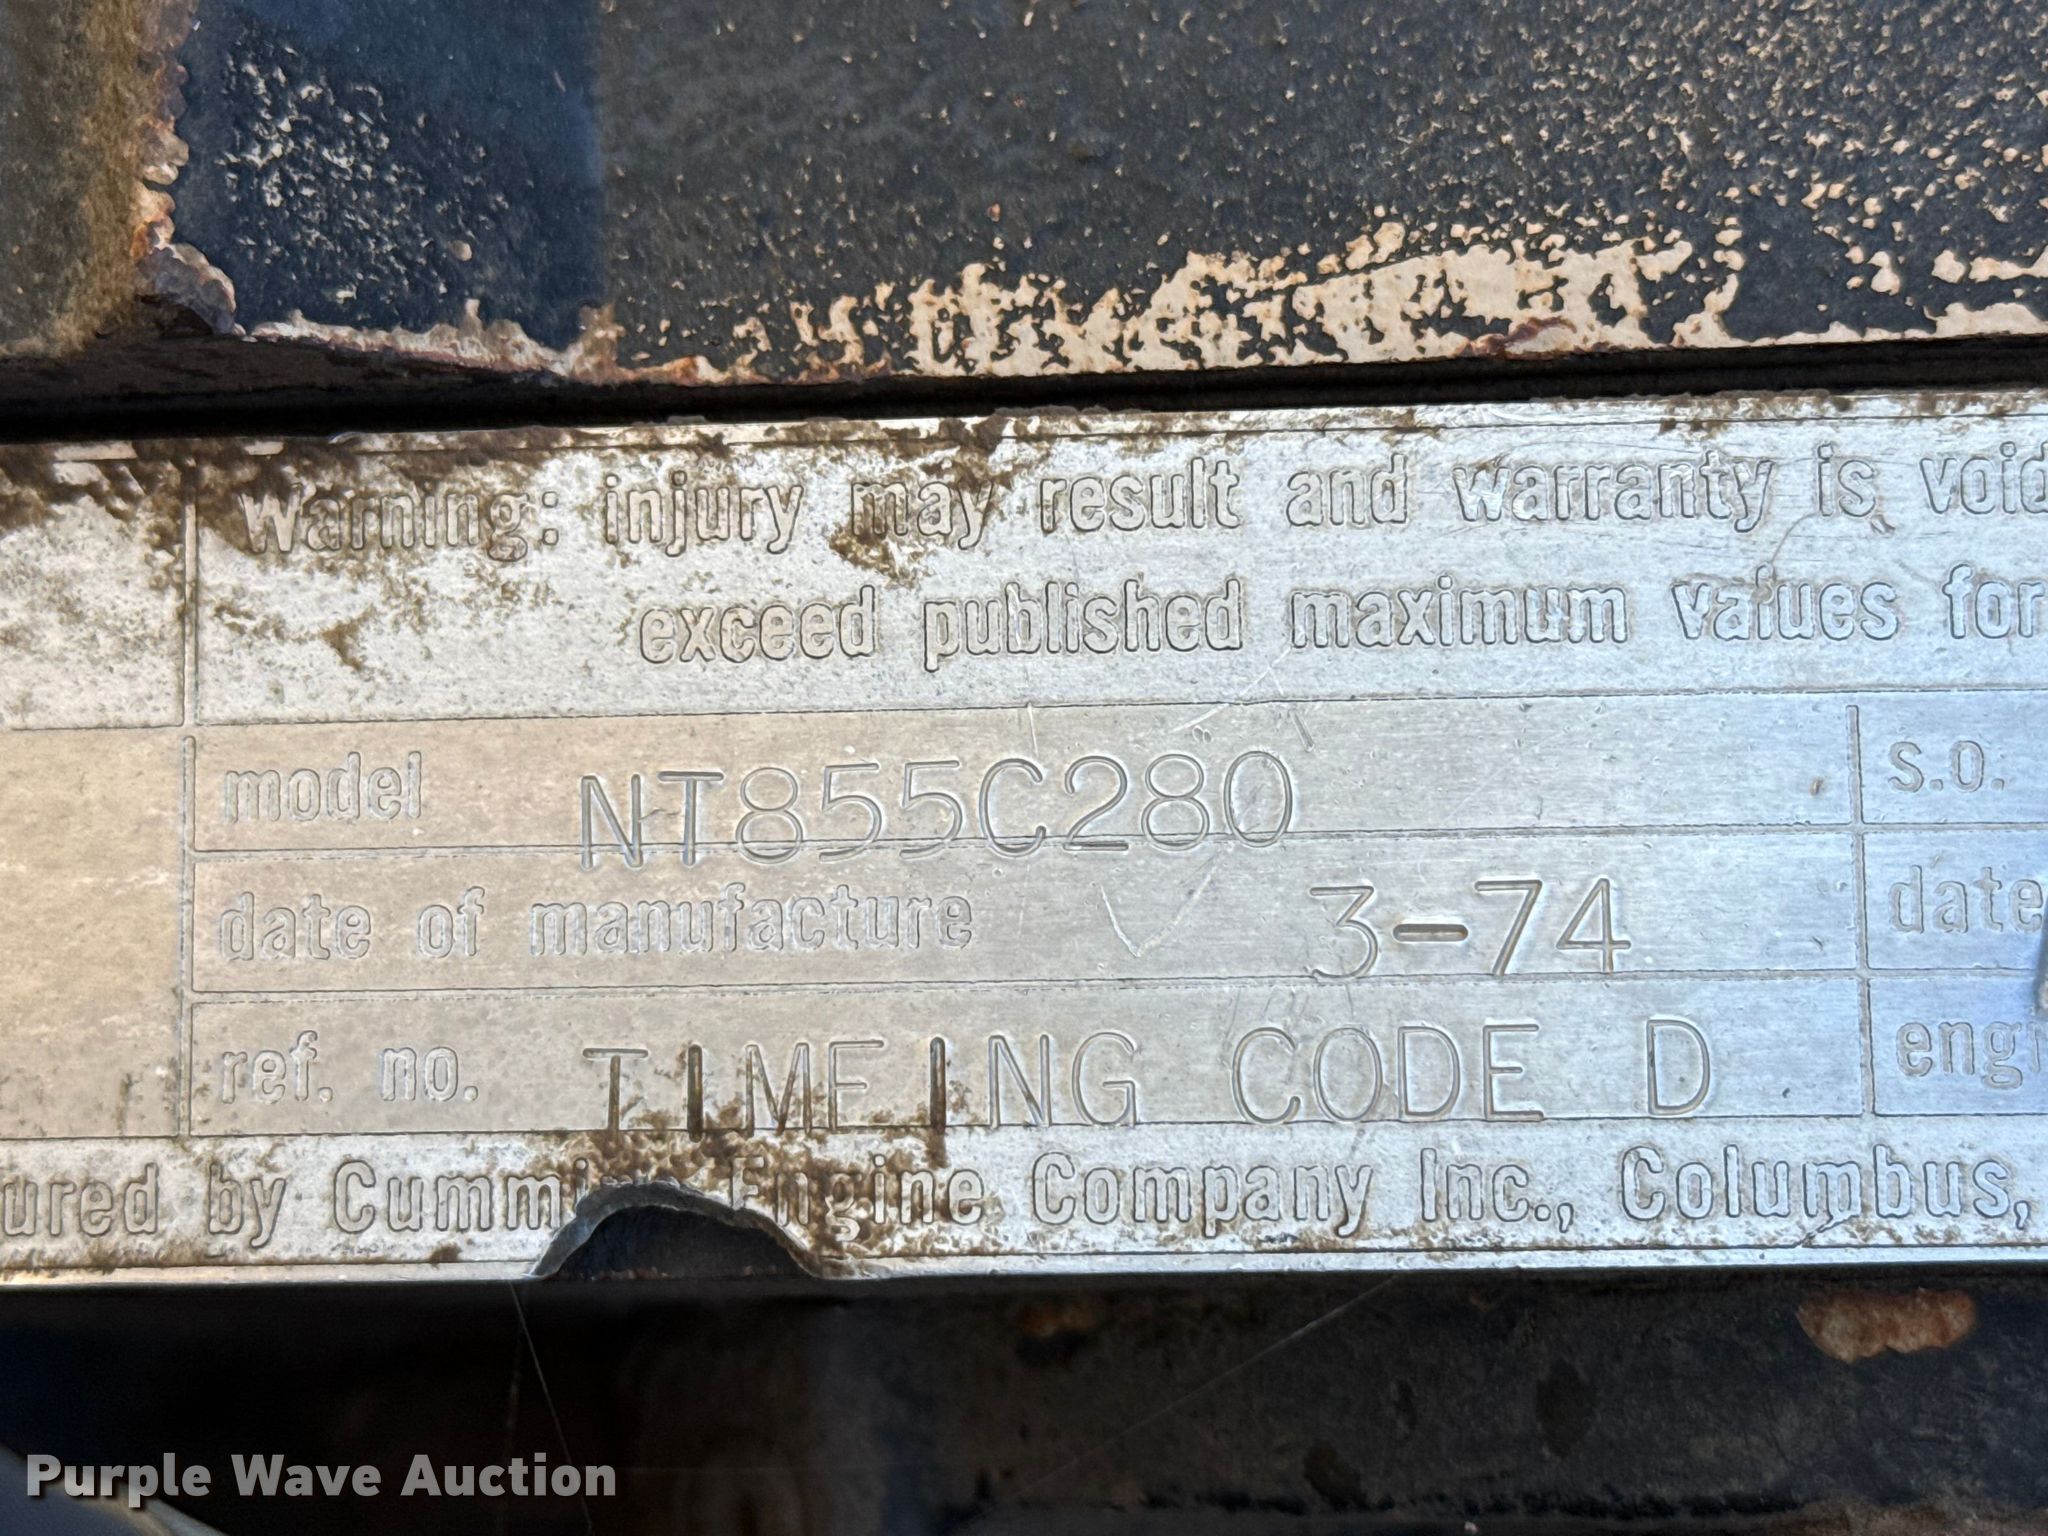 Warning: injury may result and warranty is void
exceed published maximum values for
model NT855C280 s.o.
date of manufacture 3-74 date
ref. no. TIMEING CODE D engi
ured by Cummins Engine Company Inc., Columbus,
Purple Wave Auction